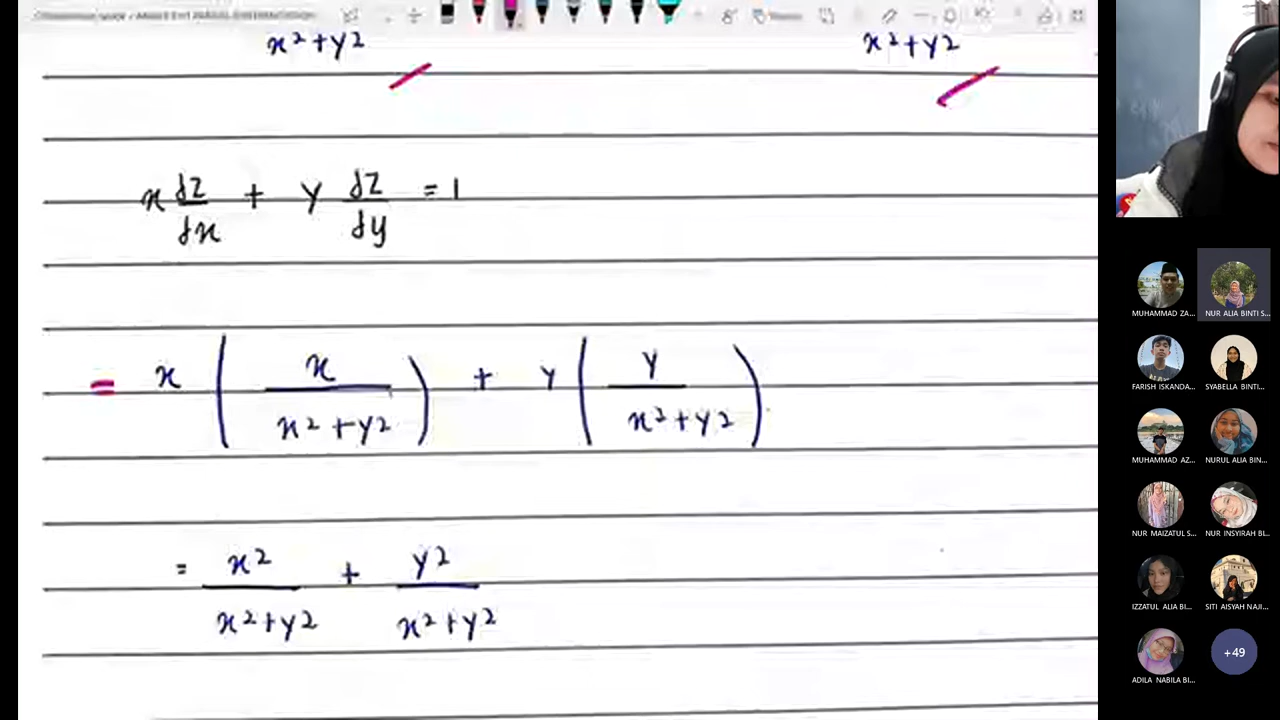 x²+y2 x²+y2
x dz/dx + y dz/dy = 1
= x ( x / x²+y2 ) + y ( y / x²+y2 )
= x2 / x²+y2 + y2 / x²+y2
MUHAMMAD ZA... NUR ALIA BINTI S...
FARISH ISKANDA... SYABELLA BINTI...
MUHAMMAD AZ... NURUL ALIA BIN...
NUR MAIZATUL S... NUR INSYIRAH BI...
IZZATUL ALIA BI... SITI AISYAH NAJI...
ADILA NABILA BI... +49